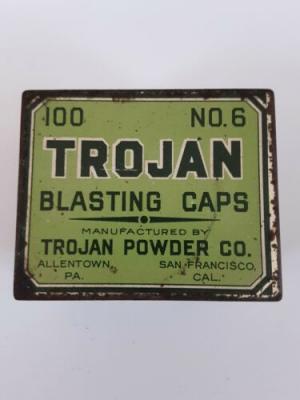 100 NO. 6
TROJAN
BLASTING CAPS
MANUFACTURED BY
TROJAN POWDER CO.
ALLENTOWN, SAN FRANCISCO,
PA. CAL.